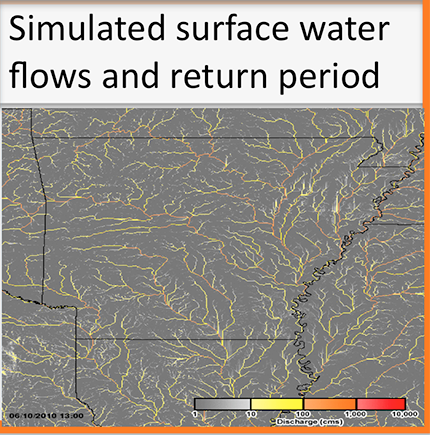 Simulated surface water
flows and return period
06/10/2010 13:00
1 10 100 1,000 10,000
Discharge (cms)